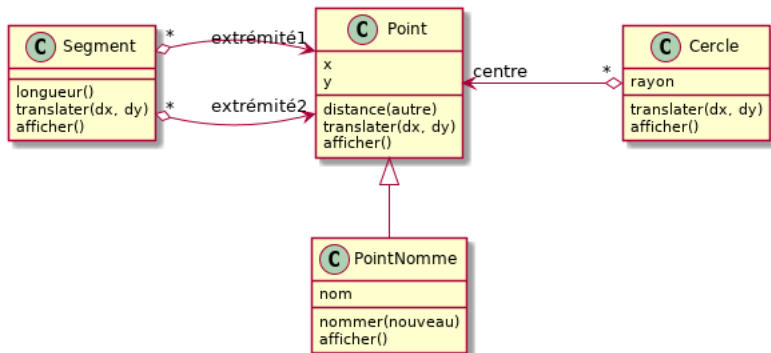 C Segment
longueur()
translater(dx, dy)
afficher()
* extrémité1
* extrémité2
C Point
x
y
distance(autre)
translater(dx, dy)
afficher()
centre *
C Cercle
rayon
translater(dx, dy)
afficher()
C PointNomme
nom
nommer(nouveau)
afficher()